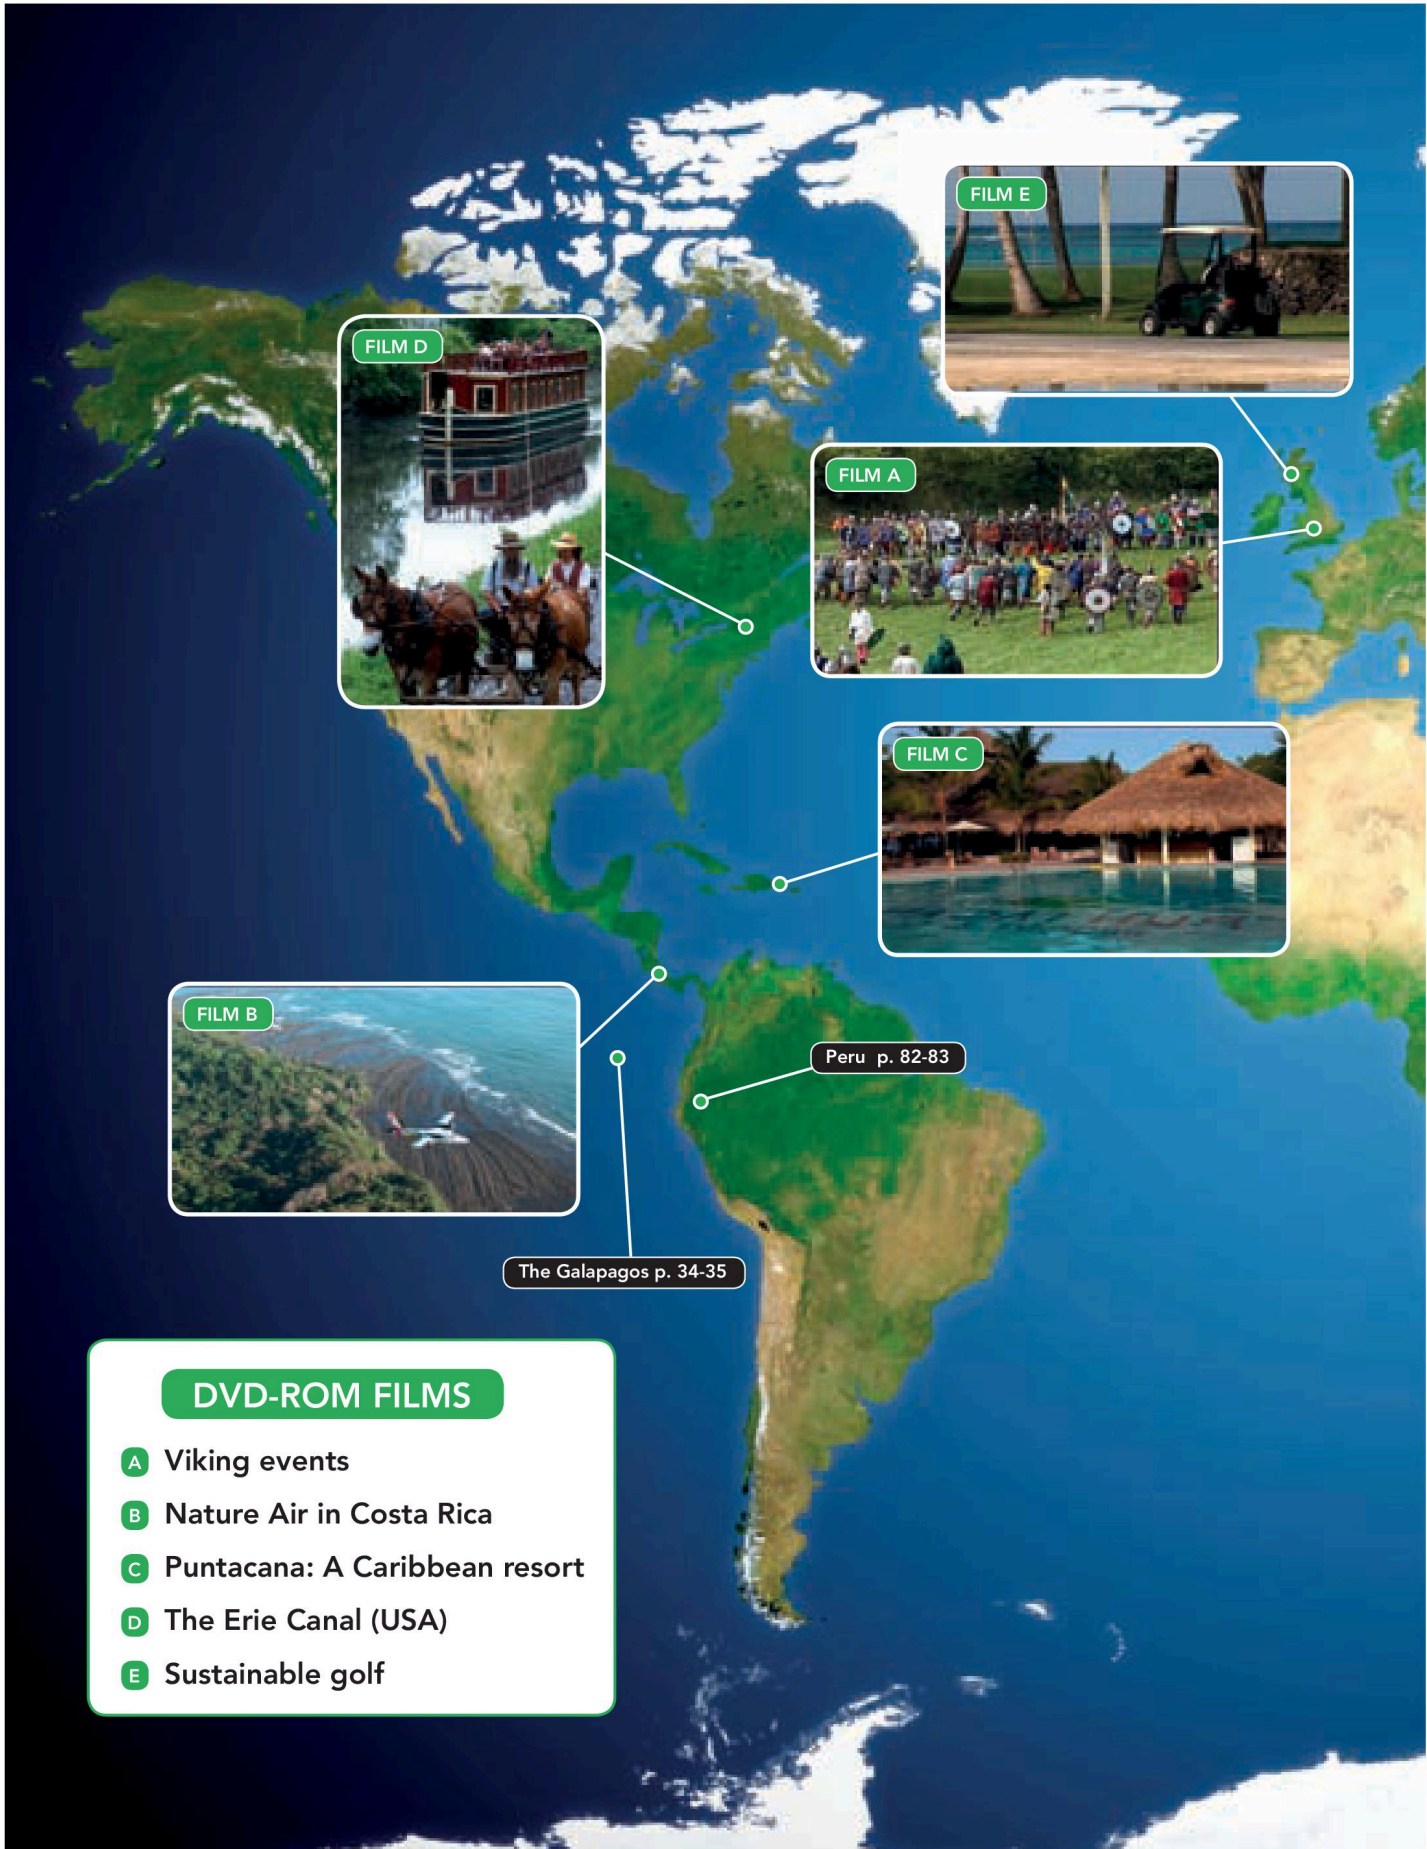 FILM E
FILM D
FILM A
FILM C
FILM B
Peru p. 82-83
The Galapagos p. 34-35
DVD-ROM FILMS
A Viking events
B Nature Air in Costa Rica
C Puntacana: A Caribbean resort
D The Erie Canal (USA)
E Sustainable golf